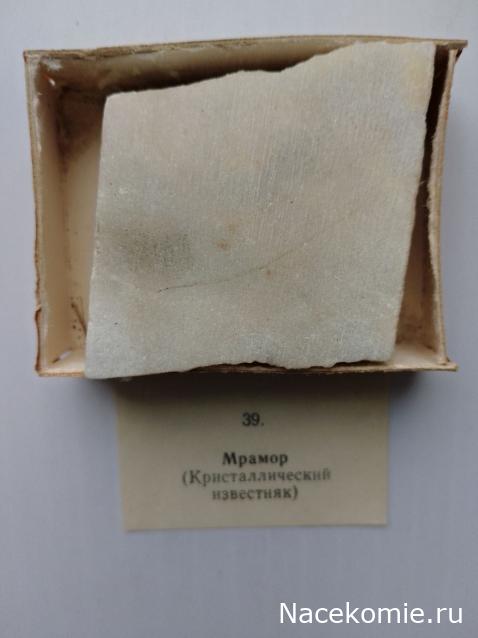 39.
Мрамор
(Кристаллический
известняк)
Nacekomie.ru